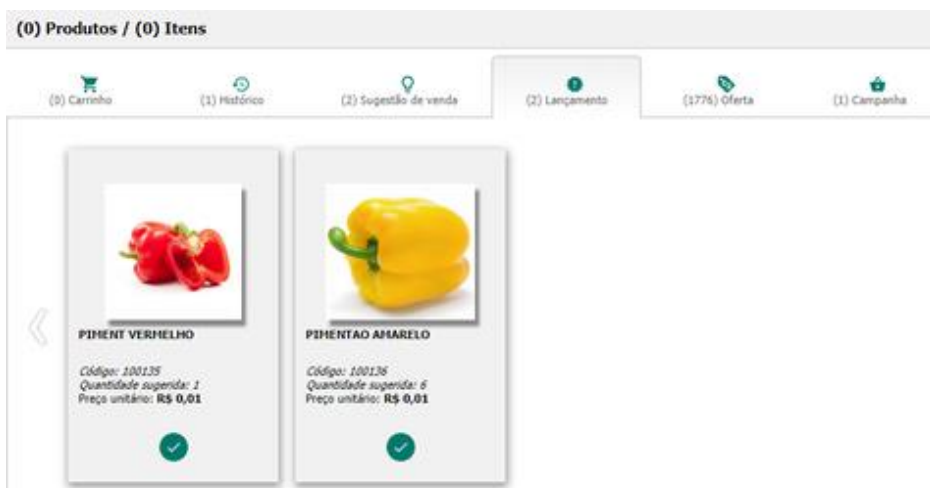 (0) Produtos / (0) Itens
(0) Carrinho
(1) Histórico
(2) Sugestão de venda
(2) Lançamento
(1776) Oferta
(1) Campanha
PIMENT VERMELHO
Código: 100135
Quantidade sugerida: 1
Preço unitário: R$ 0,01
PIMENTAO AMARELO
Código: 100136
Quantidade sugerida: 6
Preço unitário: R$ 0,01